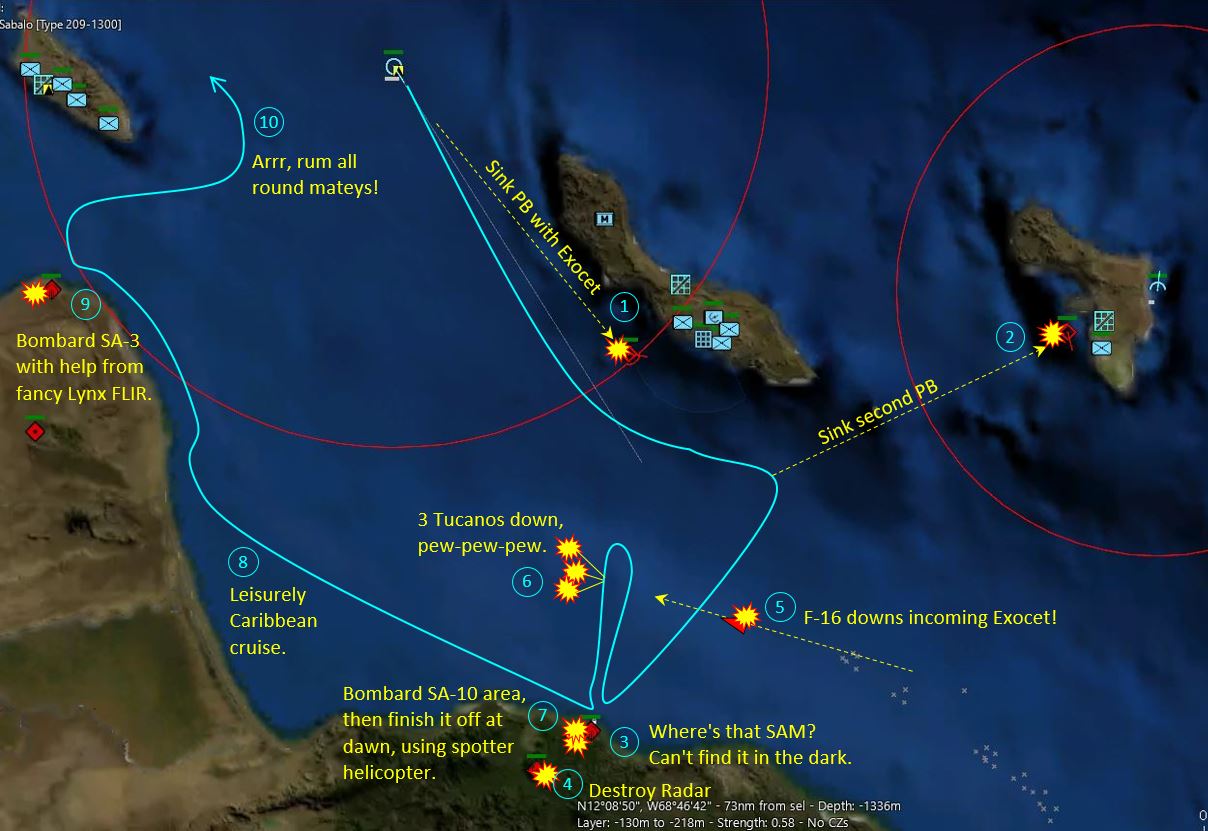 :
Sabalo [Type 209-1300]
10
Arrr, rum all
round mateys!
Sink PB with Exocet
M
1
9
Bombard SA-3
with help from
fancy Lynx FLIR.
2
Sink second PB
3 Tucanos down,
pew-pew-pew.
6
8
Leisurely
Caribbean
cruise.
5
F-16 downs incoming Exocet!
Bombard SA-10 area,
then finish it off at
dawn, using spotter
helicopter.
7
3
Where's that SAM?
Can't find it in the dark.
4
Destroy Radar
N12°08'50", W68°46'42" - 73nm from sel - Depth: -1336m
Layer: -130m to -218m - Strength: 0.58 - No CZs
0